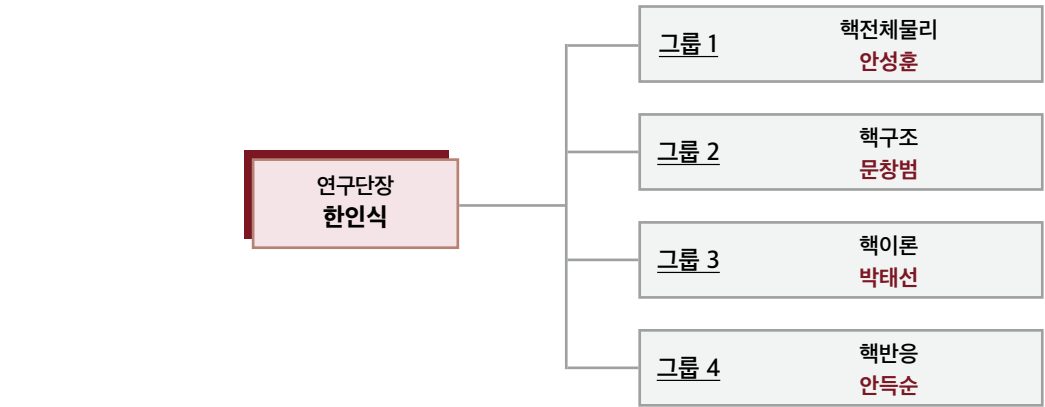 연구단장
한인식
그룹 1
핵전체물리
안성훈
그룹 2
핵구조
문창범
그룹 3
핵이론
박태선
그룹 4
핵반응
안득순